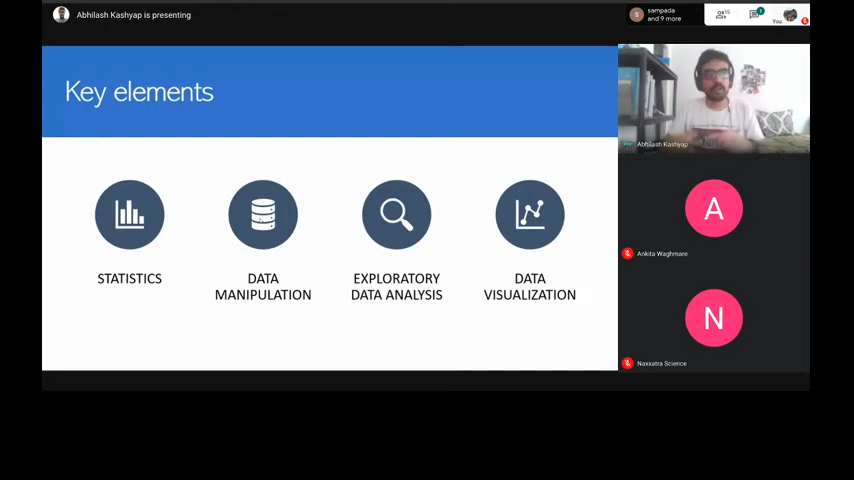 Abhilash Kashyap is presenting
sampada
and 9 more
S
You
Key elements
STATISTICS
DATA
MANIPULATION
EXPLORATORY
DATA ANALYSIS
DATA
VISUALIZATION
Abhilash Kashyap
A
Ankita Waghmare
N
Naxxatra Science